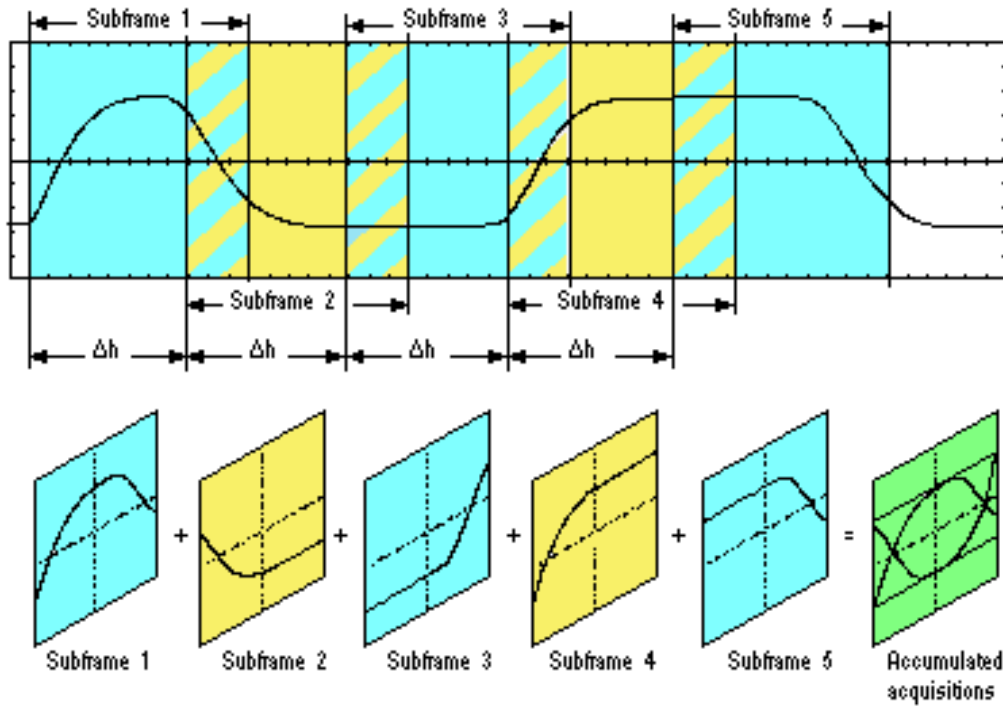 Subframe 1
Subframe 3
Subframe 5
Subframe 2
Subframe 4
Δh
Δh
Δh
Δh
+
+
+
+
=
Subframe 1
Subframe 2
Subframe 3
Subframe 4
Subframe 5
Accumulated
acquisitions